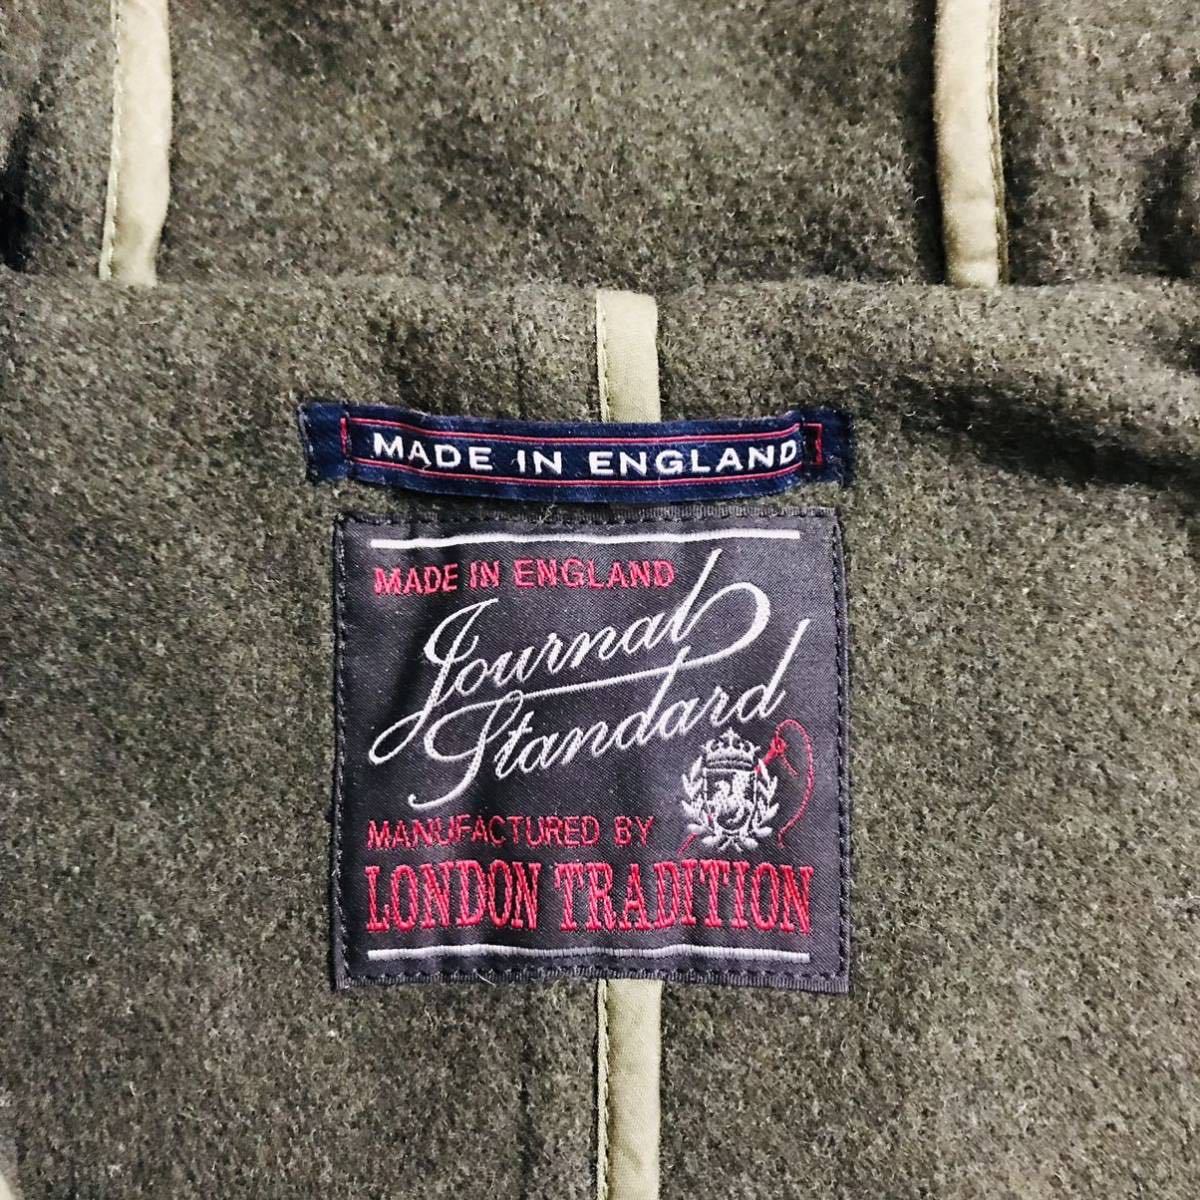 MADE IN ENGLAND
MADE IN ENGLAND
Journal
Standard
MANUFACTURED BY
LONDON TRADITION